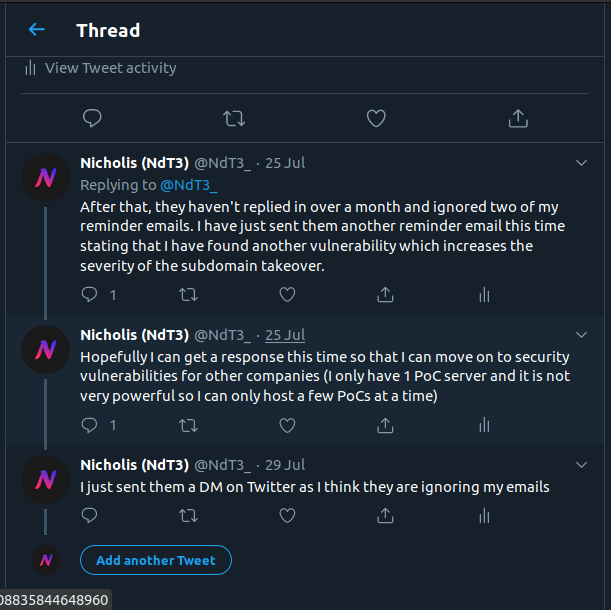 Thread
View Tweet activity
Nicholis (NdT3) @NdT3_ · 25 Jul
Replying to @NdT3_
After that, they haven't replied in over a month and ignored two of my
reminder emails. I have just sent them another reminder email this time
stating that I have found another vulnerability which increases the
severity of the subdomain takeover.
1
Nicholis (NdT3) @NdT3_ · 25 Jul
Hopefully I can get a response this time so that I can move on to security
vulnerabilities for other companies (I only have 1 PoC server and it is not
very powerful so I can only host a few PoCs at a time)
1
Nicholis (NdT3) @NdT3_ · 29 Jul
I just sent them a DM on Twitter as I think they are ignoring my emails
Add another Tweet
08835844648960